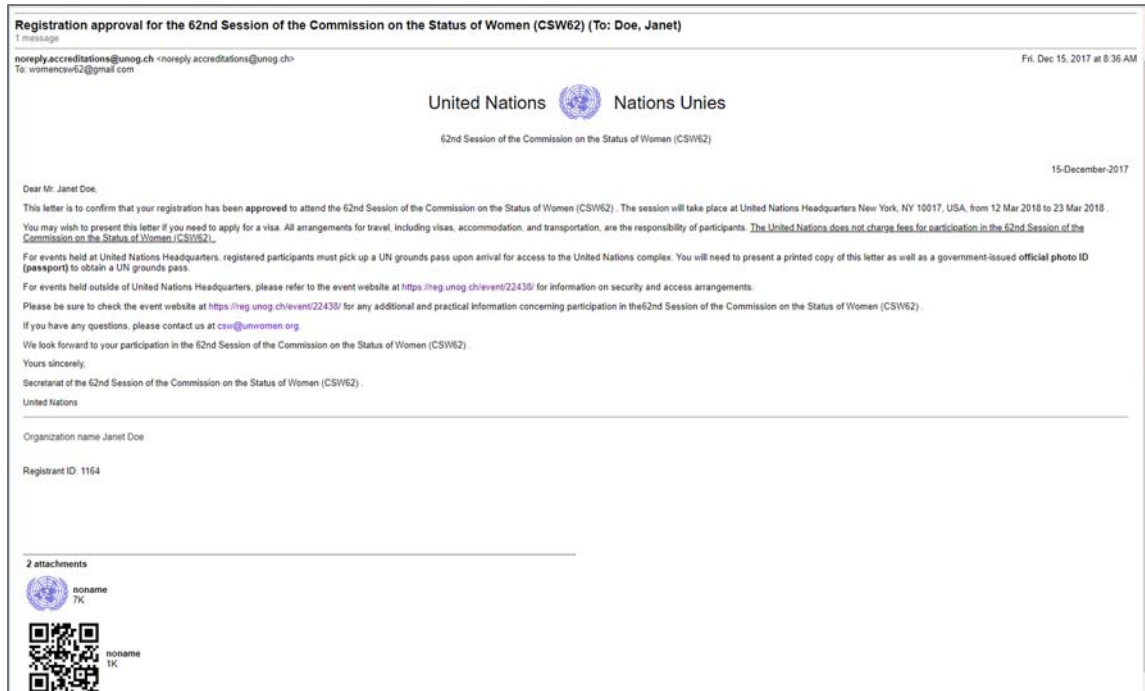 Registration approval for the 62nd Session of the Commission on the Status of Women (CSW62) (To: Doe, Janet)
1 message
noreply.accreditations@unog.ch <noreply.accreditations@unog.ch>
Fri, Dec 15, 2017 at 8:36 AM
To: womencsw62@gmail.com
United Nations Nations Unies
62nd Session of the Commission on the Status of Women (CSW62)
15-December-2017
Dear Mr. Janet Doe,
This letter is to confirm that your registration has been approved to attend the 62nd Session of the Commission on the Status of Women (CSW62) . The session will take place at United Nations Headquarters New York, NY 10017, USA, from 12 Mar 2018 to 23 Mar 2018 .
You may wish to present this letter if you need to apply for a visa. All arrangements for travel, including visas, accommodation, and transportation, are the responsibility of participants. The United Nations does not charge fees for participation in the 62nd Session of the
Commission on the Status of Women (CSW62) .
For events held at United Nations Headquarters, registered participants must pick up a UN grounds pass upon arrival for access to the United Nations complex. You will need to present a printed copy of this letter as well as a government-issued official photo ID
(passport) to obtain a UN grounds pass.
For events held outside of United Nations Headquarters, please refer to the event website at https://reg.unog.ch/event/22438/ for information on security and access arrangements.
Please be sure to check the event website at https://reg.unog.ch/event/22438/ for any additional and practical information concerning participation in the62nd Session of the Commission on the Status of Women (CSW62) .
If you have any questions, please contact us at csw@unwomen.org.
We look forward to your participation in the 62nd Session of the Commission on the Status of Women (CSW62) .
Yours sincerely,
Secretariat of the 62nd Session of the Commission on the Status of Women (CSW62) .
United Nations
Organization name Janet Doe
Registrant ID: 1164
2 attachments
noname
7K
noname
1K